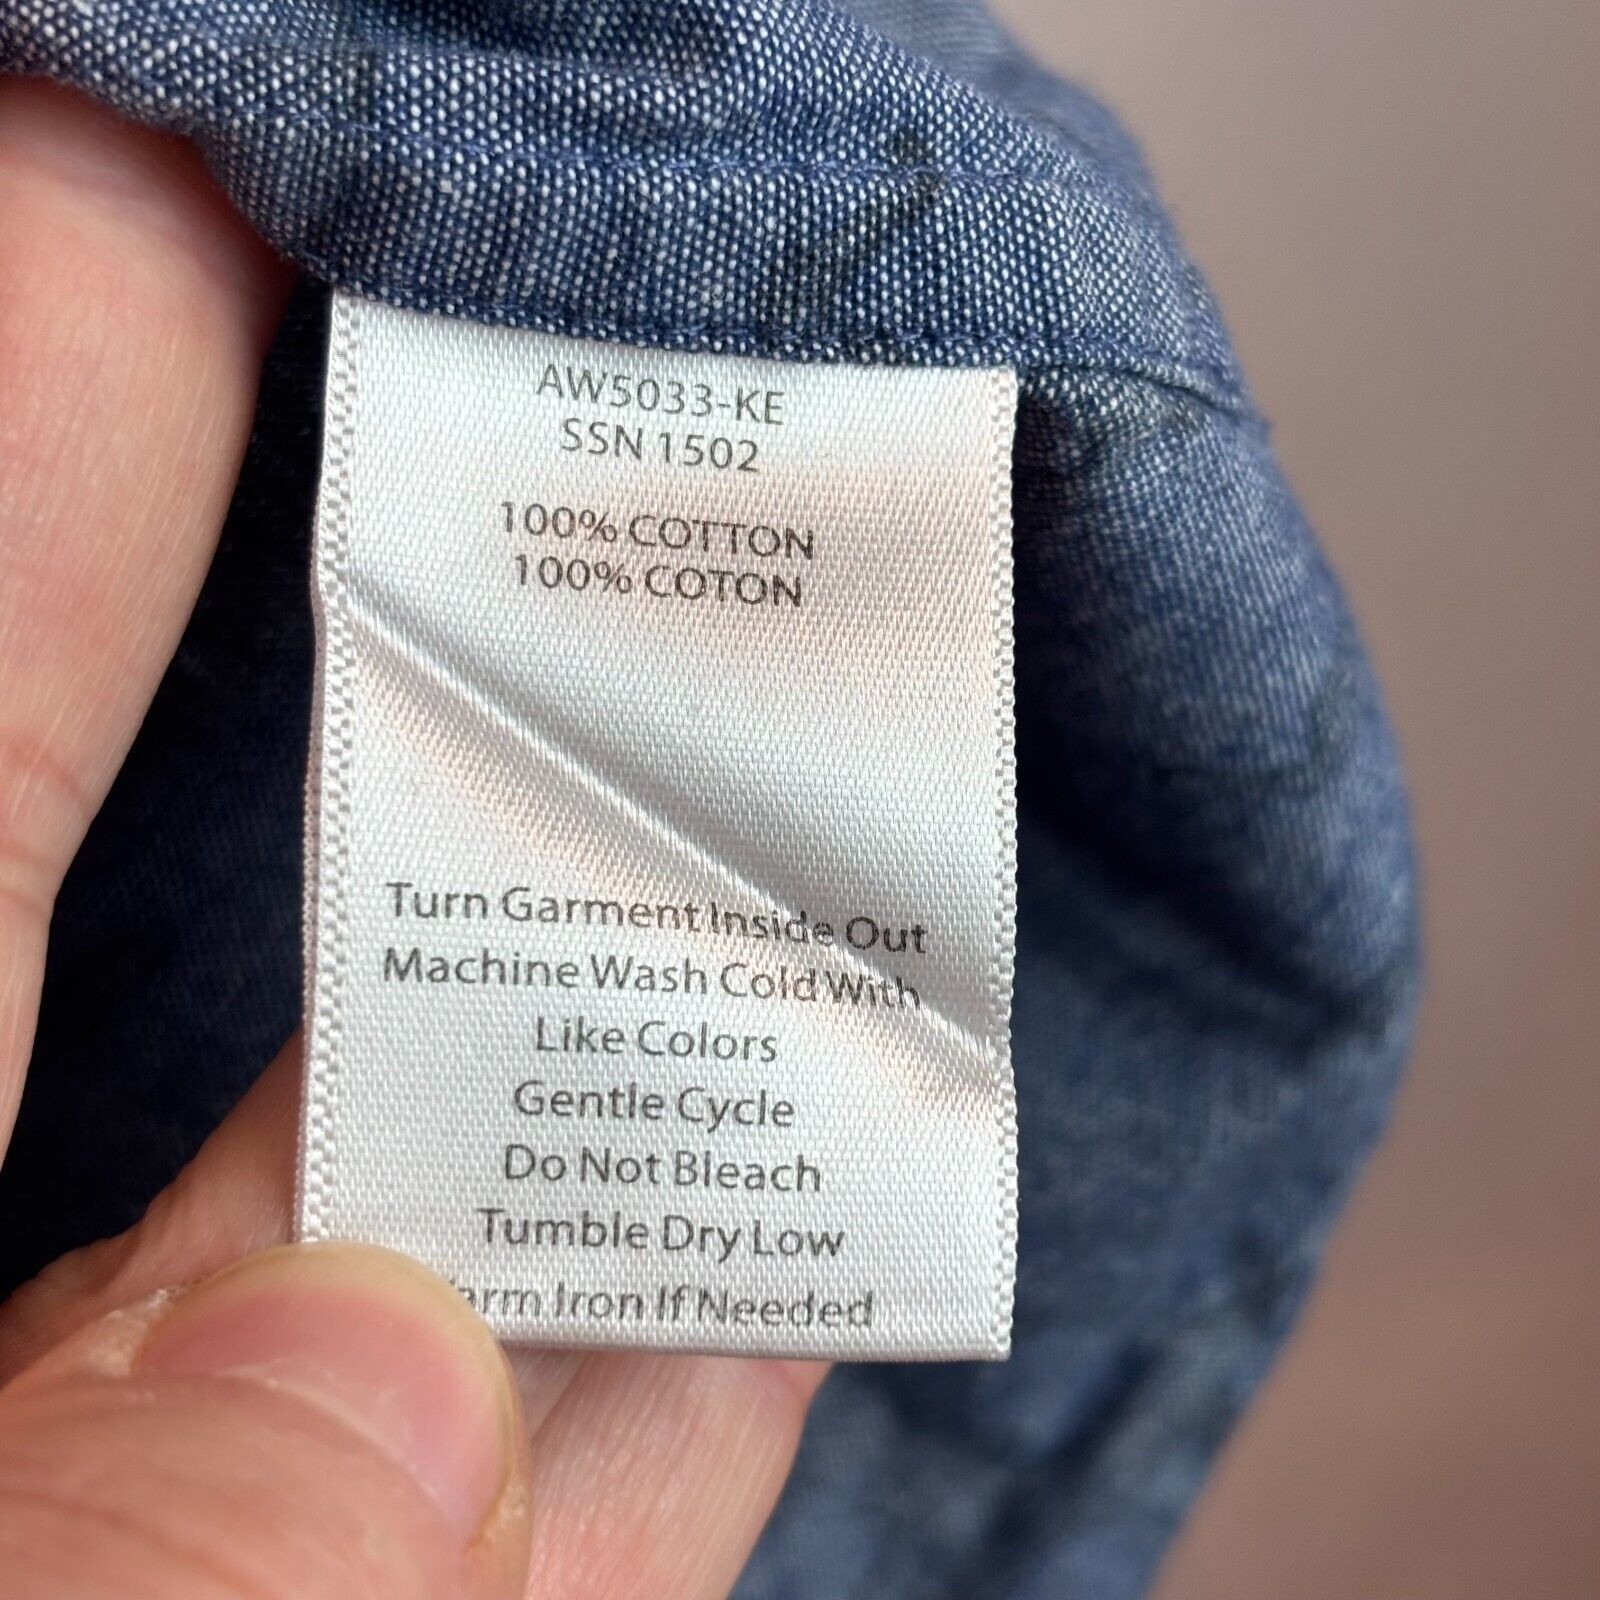 AW5033-KE
SSN 1502
100% COTTON
100% COTON
Turn Garment Inside Out
Machine Wash Cold With
Like Colors
Gentle Cycle
Do Not Bleach
Tumble Dry Low
Iron If Needed